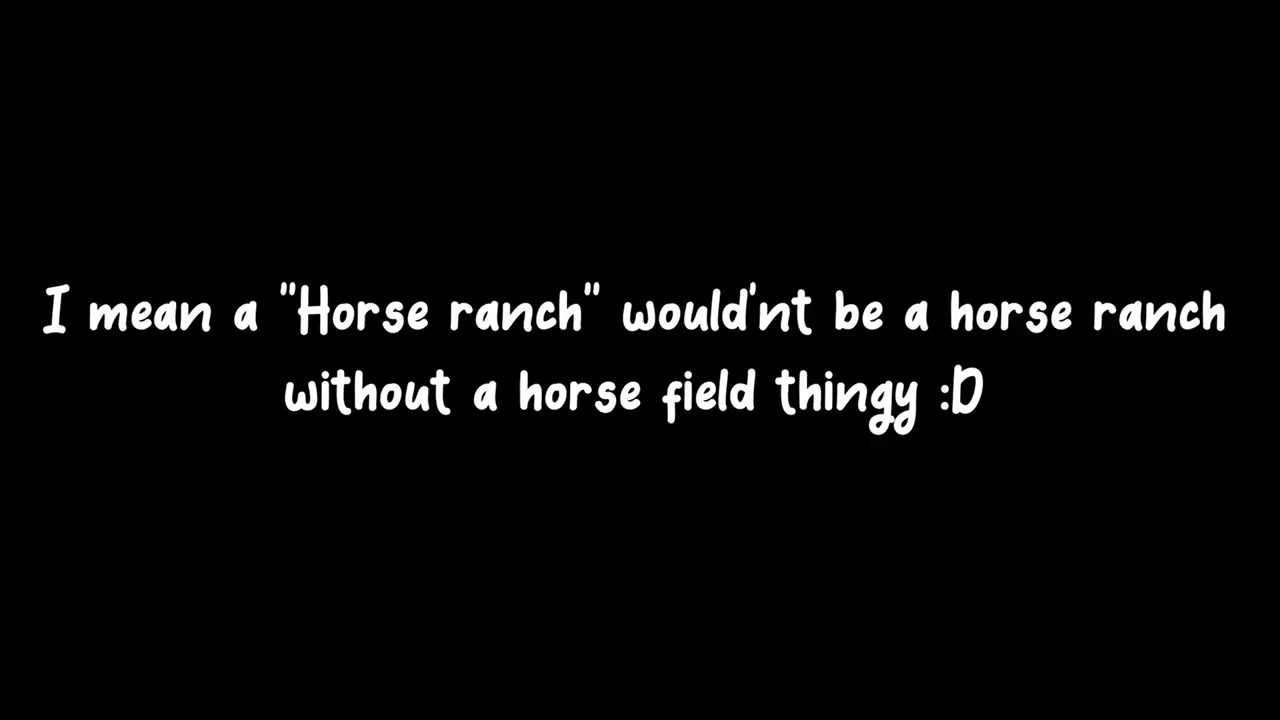 I mean a "Horse ranch" would'nt be a horse ranch
without a horse field thingy :D